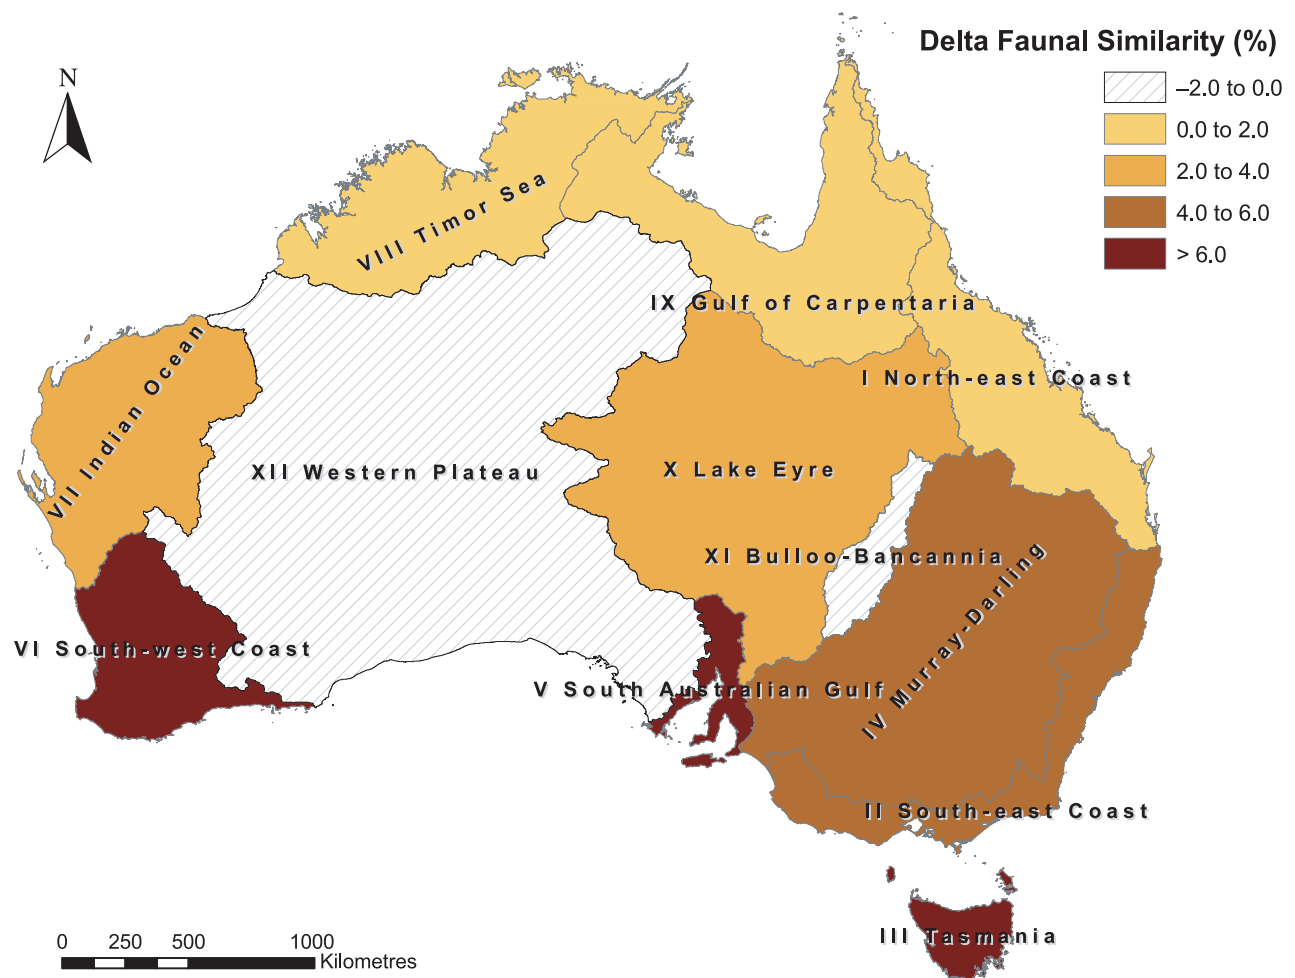 Delta Faunal Similarity (%)
–2.0 to 0.0
0.0 to 2.0
2.0 to 4.0
4.0 to 6.0
> 6.0
N
VIII Timor Sea
IX Gulf of Carpentaria
I North-east Coast
VII Indian Ocean
XII Western Plateau
X Lake Eyre
XI Bulloo-Bancannia
IV Murray-Darling
VI South-west Coast
V South Australian Gulf
II South-east Coast
III Tasmania
0 250 500 1000
Kilometres